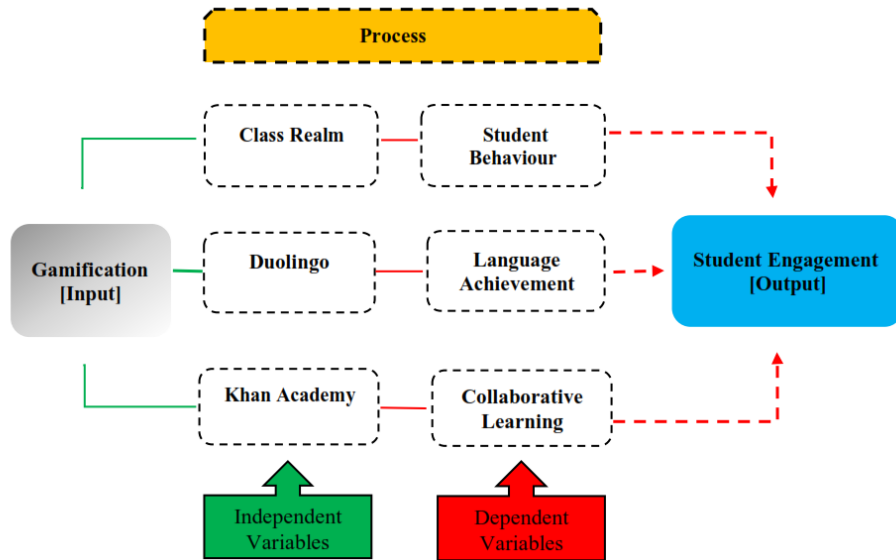 Process
Class Realm
Student
Behaviour
Gamification
[Input]
Duolingo
Language
Achievement
Student Engagement
[Output]
Khan Academy
Collaborative
Learning
Independent
Variables
Dependent
Variables